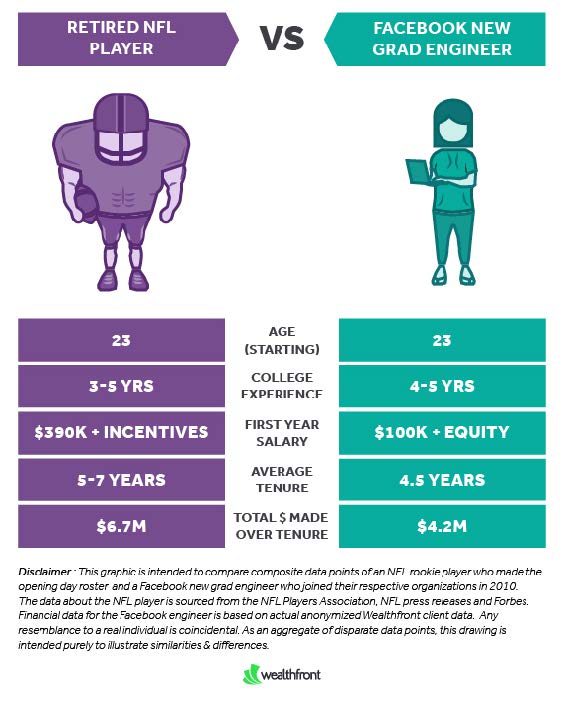 RETIRED NFL
PLAYER
VS
FACEBOOK NEW
GRAD ENGINEER
23
AGE
(STARTING)
23
3-5 YRS
COLLEGE
EXPERIENCE
4-5 YRS
$390K + INCENTIVES
FIRST YEAR
SALARY
$100K + EQUITY
5-7 YEARS
AVERAGE
TENURE
4.5 YEARS
$6.7M
TOTAL $ MADE
OVER TENURE
$4.2M
Disclaimer : This graphic is intended to compare composite data points of an NFL rookie player who made the
opening day roster and a Facebook new grad engineer who joined their respective organizations in 2010.
The data about the NFL player is sourced from the NFL Players Association, NFL press releases and Forbes.
Financial data for the Facebook engineer is based on actual anonymized Wealthfront client data. Any
resemblance to a real individual is coincidental. As an aggregate of disparate data points, this drawing is
intended purely to illustrate similarities & differences.
wealthfront